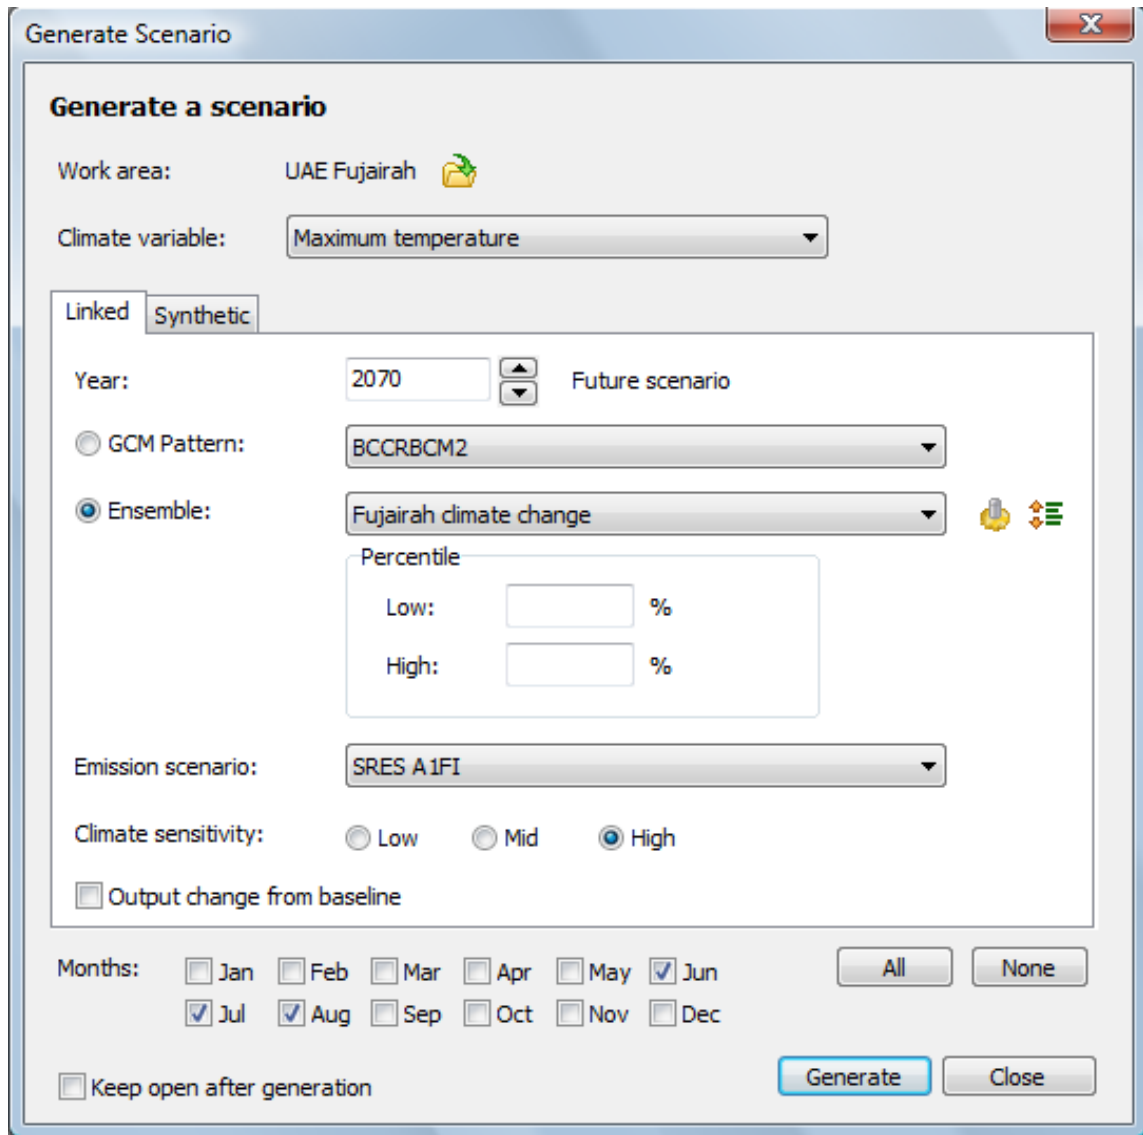 Generate Scenario
Generate a scenario
Work area: UAE Fujairah
Climate variable: Maximum temperature
Linked Synthetic
Year: 2070 Future scenario
GCM Pattern: BCCRBCM2
Ensemble: Fujairah climate change
Percentile
Low: %
High: %
Emission scenario: SRES A1FI
Climate sensitivity: Low Mid High
Output change from baseline
Months: Jan Feb Mar Apr May Jun All None
Jul Aug Sep Oct Nov Dec
Keep open after generation Generate Close